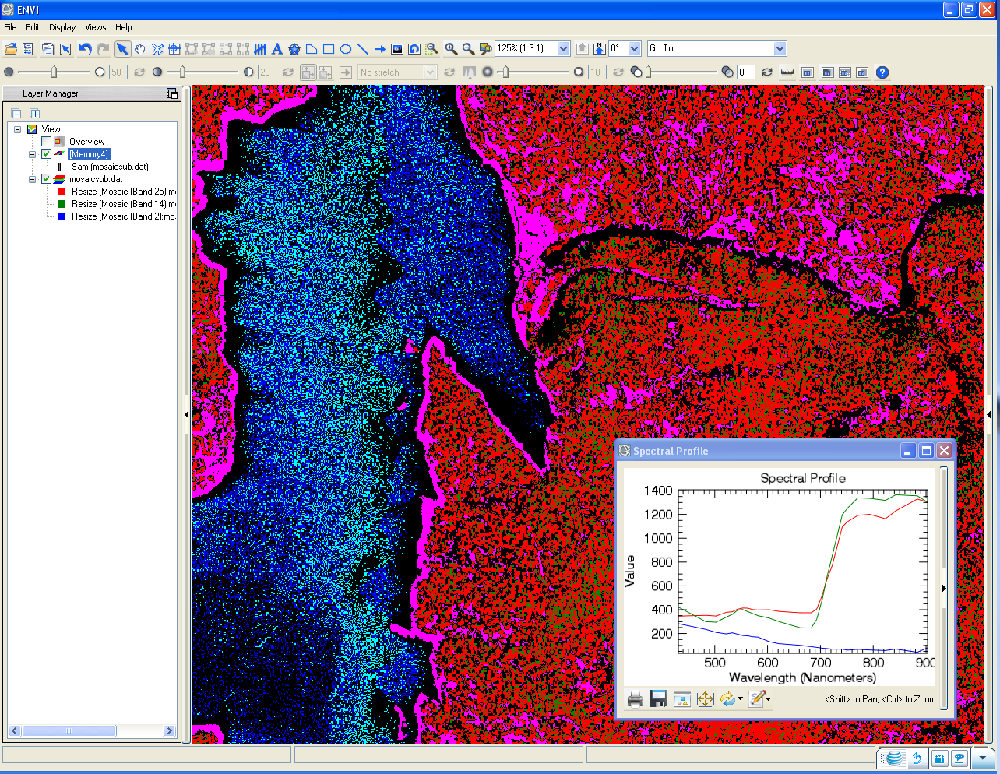 ENVI
File Edit Display Views Help
125% (1.3:1) 0° Go To
50 20 No stretch 10 0
Layer Manager
View
Overview
[Memory4]
Sam (mosaicsub.dat)
mosaicsub.dat
Resize (Mosaic (Band 25):m
Resize (Mosaic (Band 14):m
Resize (Mosaic (Band 2):mo
Spectral Profile
Spectral Profile
1400
1200
1000
800
600
400
200
Value
500 600 700 800 900
Wavelength (Nanometers)
<Shift> to Pan, <Ctrl> to Zoom